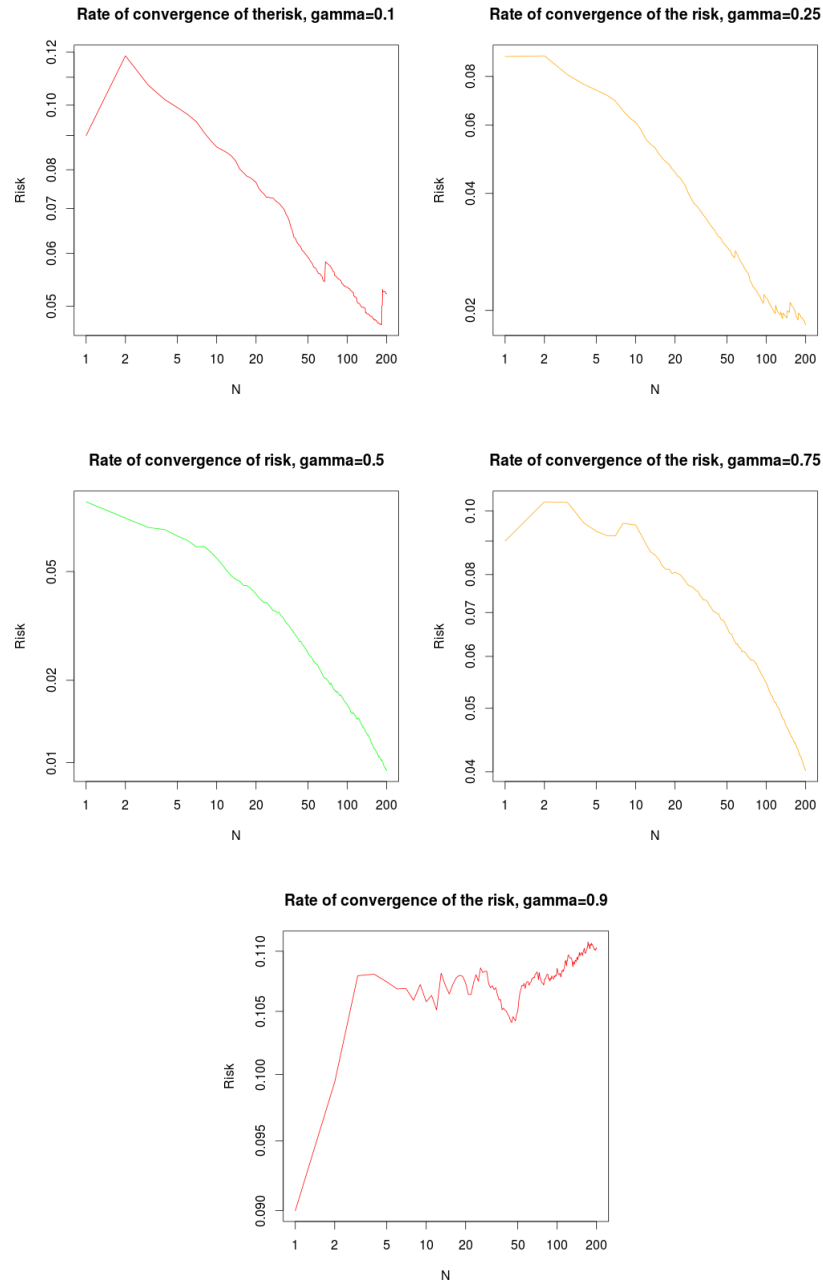 Rate of convergence of therisk, gamma=0.1
Risk
0.12
0.10
0.08
0.07
0.06
0.05
1 2 5 10 20 50 100 200
N
Rate of convergence of the risk, gamma=0.25
Risk
0.08
0.06
0.04
0.02
1 2 5 10 20 50 100 200
N
Rate of convergence of risk, gamma=0.5
Risk
0.05
0.02
0.01
1 2 5 10 20 50 100 200
N
Rate of convergence of the risk, gamma=0.75
Risk
0.10
0.08
0.07
0.06
0.05
0.04
1 2 5 10 20 50 100 200
N
Rate of convergence of the risk, gamma=0.9
Risk
0.110
0.105
0.100
0.095
0.090
1 2 5 10 20 50 100 200
N